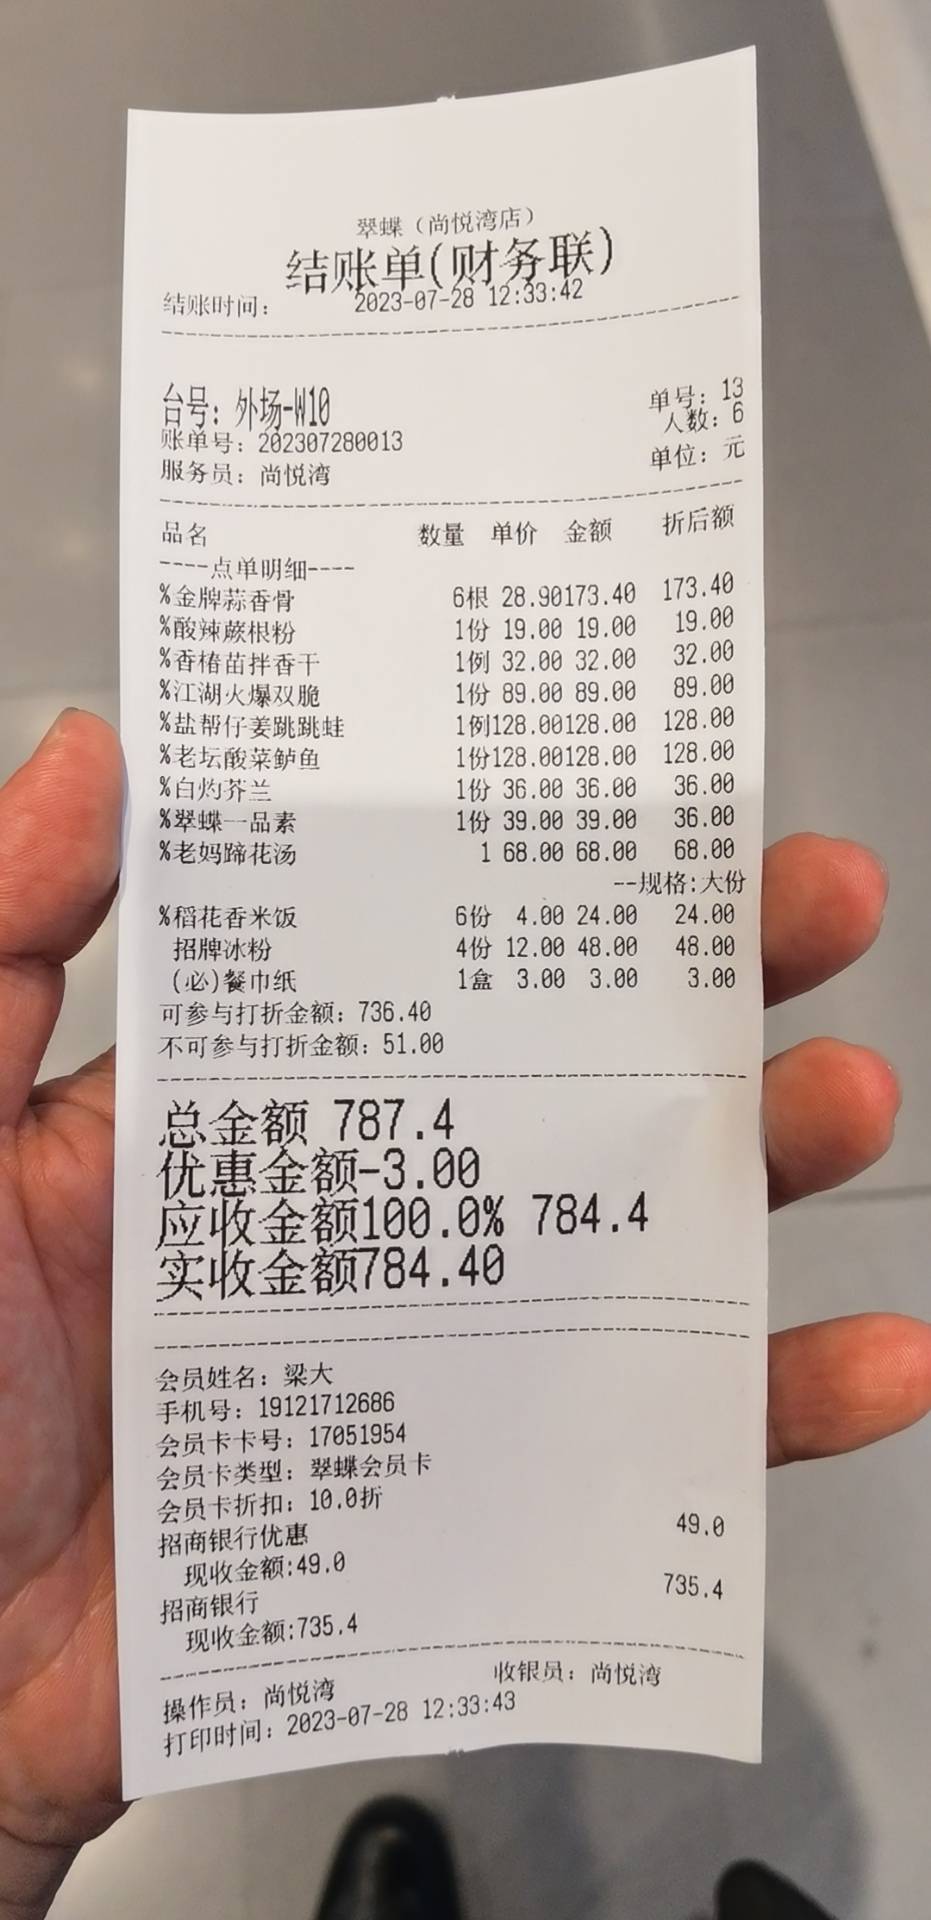 翠蝶（尚悦湾店）
结账单(财务联)
结账时间： 2023-07-28 12:33:42
台号：外场-W10 单号：13
人数：6
账单号：202307280013
服务员：尚悦湾 单位：元
品名 数量 单价 金额 折后额
----点单明细----
%金牌蒜香骨 6根 28.90173.40 173.40
%酸辣蕨根粉 1份 19.00 19.00 19.00
%香椿苗拌香干 1例 32.00 32.00 32.00
%江湖火爆双脆 1份 89.00 89.00 89.00
%盐帮仔姜跳跳蛙 1例128.00128.00 128.00
%老坛酸菜鲈鱼 1份128.00128.00 128.00
%白灼芥兰 1份 36.00 36.00 36.00
%翠蝶一品素 1份 39.00 39.00 36.00
%老妈蹄花汤 1 68.00 68.00 68.00
--规格:大份
%稻花香米饭 6份 4.00 24.00 24.00
招牌冰粉 4份 12.00 48.00 48.00
(必)餐巾纸 1盒 3.00 3.00 3.00
可参与打折金额：736.40
不可参与打折金额：51.00
总金额 787.4
优惠金额-3.00
应收金额100.0% 784.4
实收金额784.40
会员姓名：梁大
手机号：19121712686
会员卡卡号：17051954
会员卡类型：翠蝶会员卡
会员卡折扣：10.0折
招商银行优惠 49.0
现收金额:49.0
招商银行 735.4
现收金额:735.4
操作员：尚悦湾 收银员：尚悦湾
打印时间：2023-07-28 12:33:43